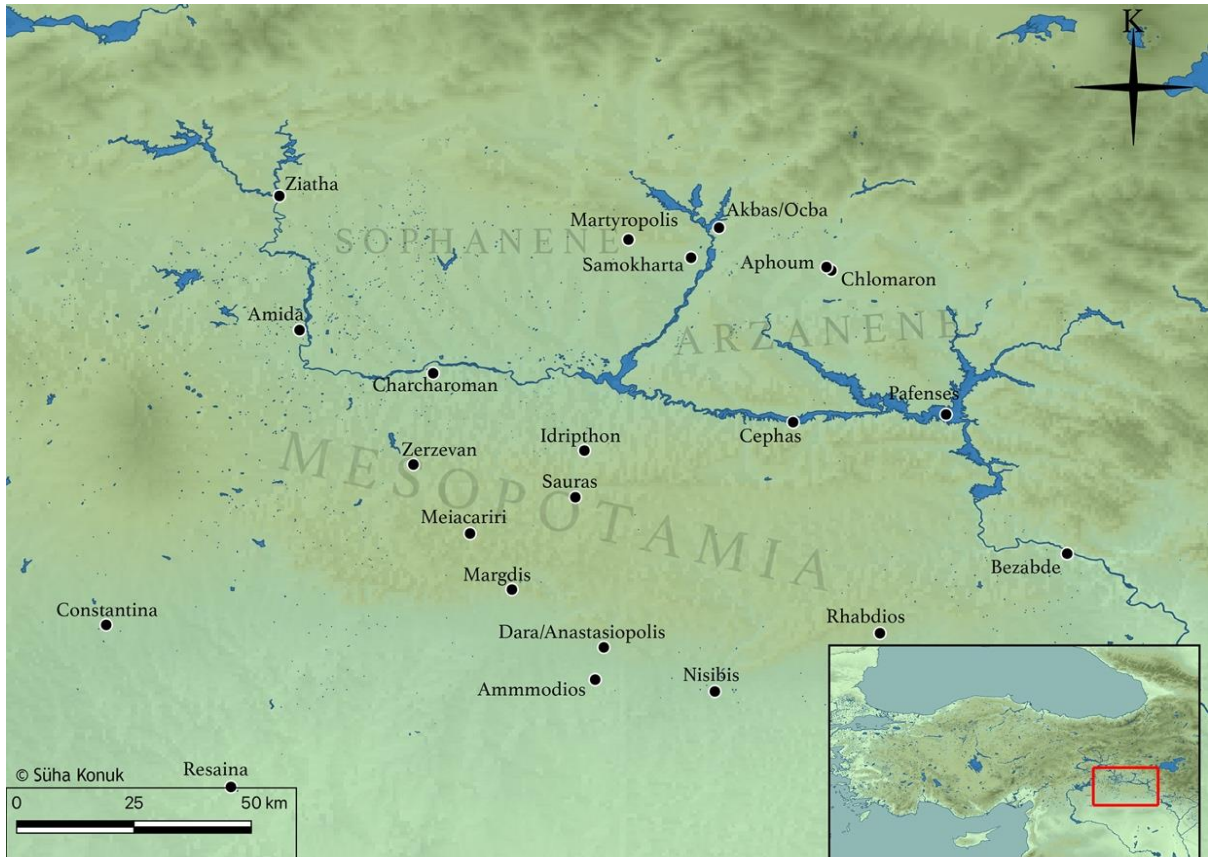 K
Ziatha
Akbas/Ocba
Martyropolis
SOPHANENE
Samokharta
Aphoum
Chlomaron
Amida
ARZANENE
Charcharoman
Pafenses
Cephas
Idripthon
Zerzevan
MESOPOTAMIA
Sauras
Meiacariri
Bezabde
Margdis
Constantina
Rhabdios
Dara/Anastasiopolis
Nisibis
Ammmodios
Resaina
© Süha Konuk
0 25 50 km